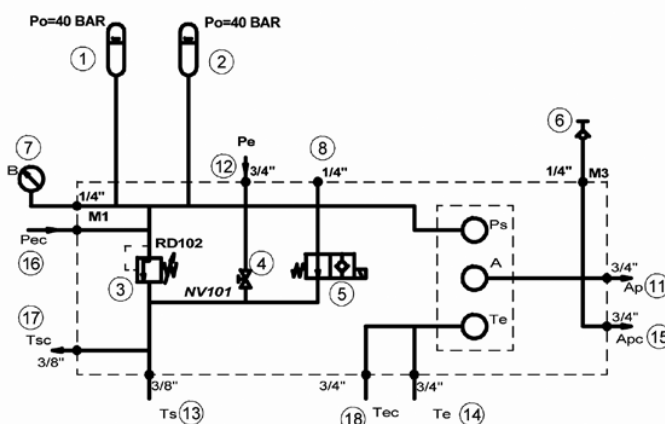 Po=40 BAR
Po=40 BAR
1
2
6
7
Pe
8
B
12
3/4"
1/4"
1/4"
M3
1/4"
M1
Ps
RD102
Pec
4
16
A
3/4"
3
NV101
5
Ap
11
17
Tsc
Te
3/4"
3/8"
Apc
15
3/8"
3/4"
3/4"
Ts
13
18
Tec
Te
14